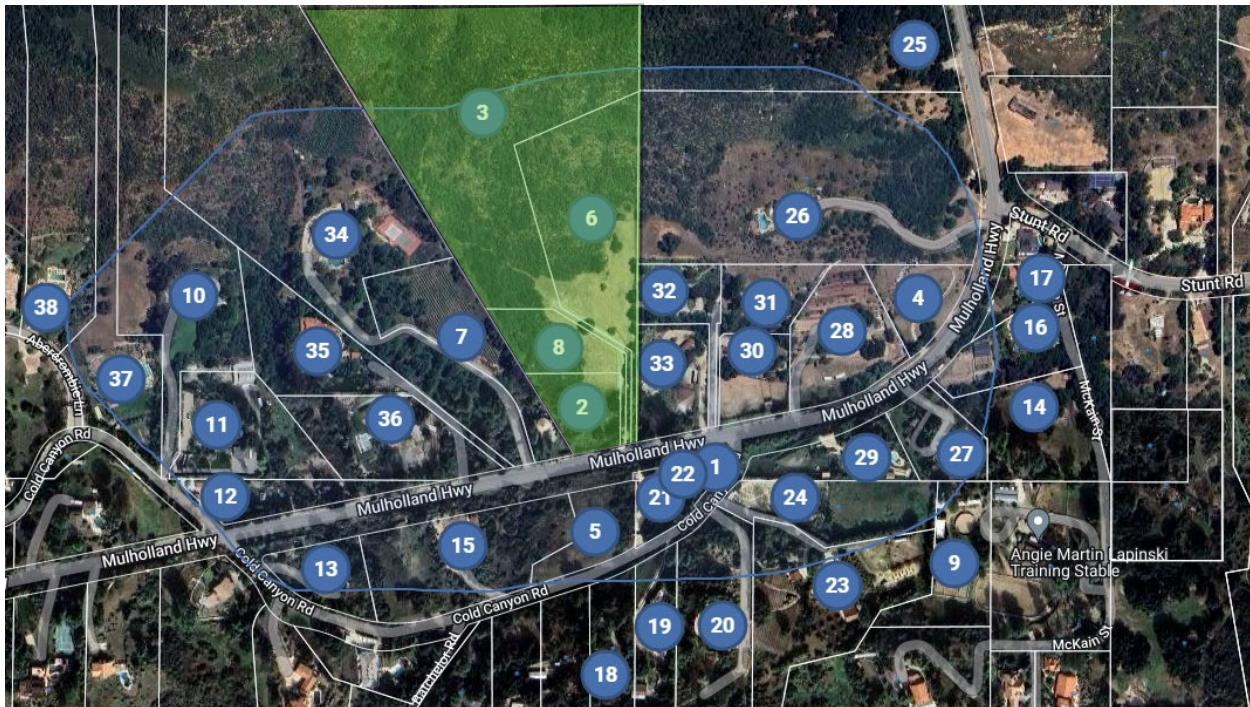 25
3
6
26
Stunt Rd
Stunt Rd
34
17
Mulholland Hwy
10
32
31
4
38
16
28
7
30
35
8
33
Abercrombie Ln
37
Mulholland Hwy
2
14
36
11
McKain St
Cold Canyon Rd
Mulholland Hwy
27
29
1
22
12
21
24
Mulholland Hwy
Cold Can
5
Angie Martin Lapinski
Training Stable
15
Mulholland Hwy
13
9
Cold Canyon Rd
23
Cold Canyon Rd
19
20
McKain St
Batchelor Rd
18